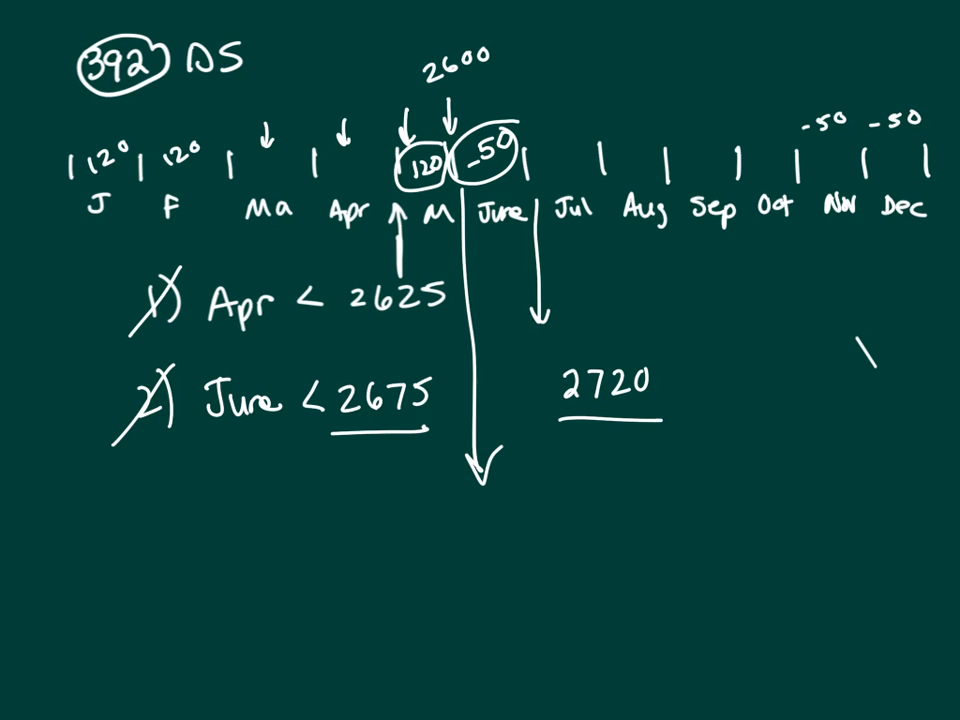 392 DS
2600
120 120 120 -50 -50 -50
J F Ma Apr M June Jul Aug Sep Oct Nov Dec
1) Apr < 2625
2) June < 2675
2720